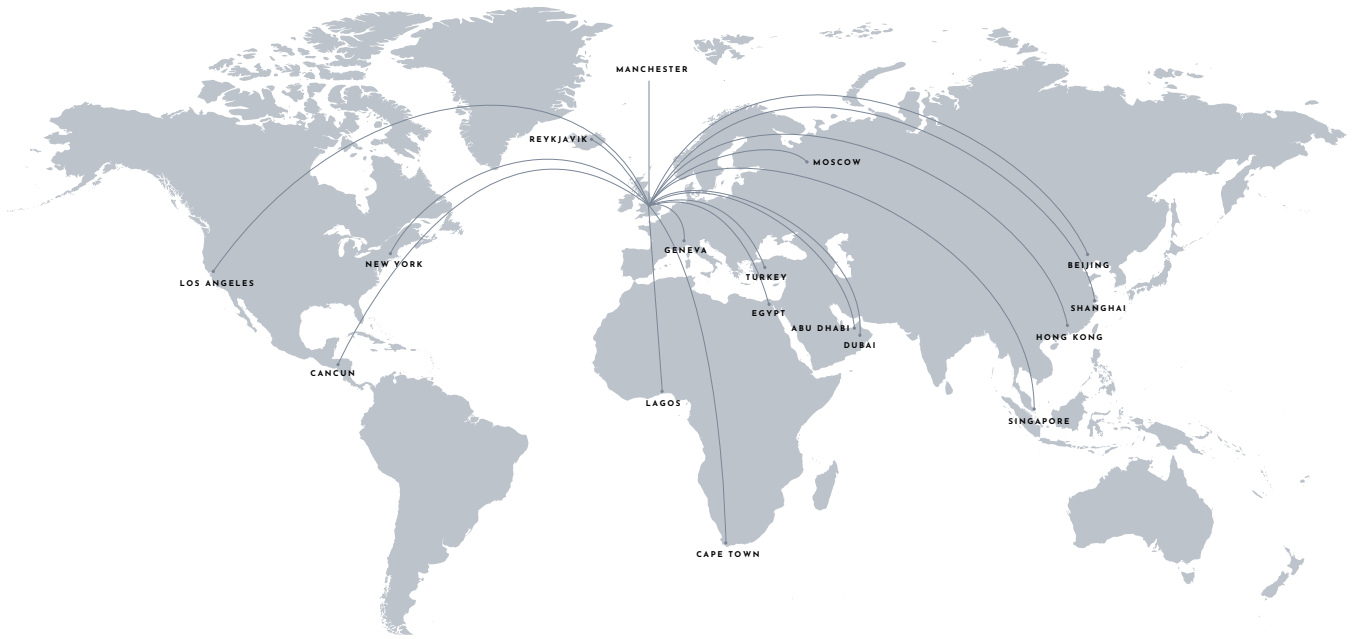 MANCHESTER
REYKJAVIK
MOSCOW
GENEVA
NEW YORK
BEIJING
TURKEY
LOS ANGELES
SHANGHAI
EGYPT
ABU DHABI
HONG KONG
DUBAI
CANCUN
LAGOS
SINGAPORE
CAPE TOWN